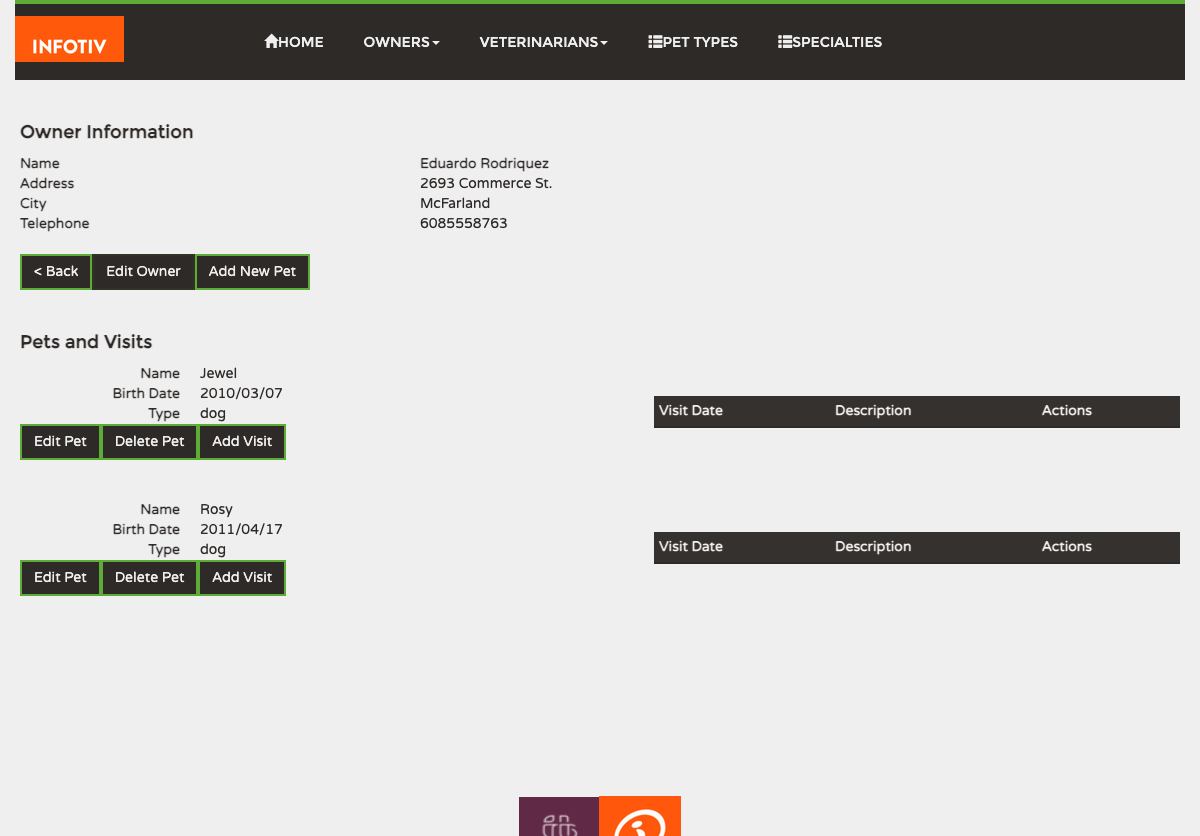 INFOTIV HOME OWNERS VETERINARIANS PET TYPES SPECIALTIES
Owner Information
Name Eduardo Rodriquez
Address 2693 Commerce St.
City McFarland
Telephone 6085558763
< Back Edit Owner Add New Pet
Pets and Visits
Name Jewel
Birth Date 2010/03/07
Type dog
Visit Date Description Actions
Edit Pet Delete Pet Add Visit
Name Rosy
Birth Date 2011/04/17
Type dog
Visit Date Description Actions
Edit Pet Delete Pet Add Visit